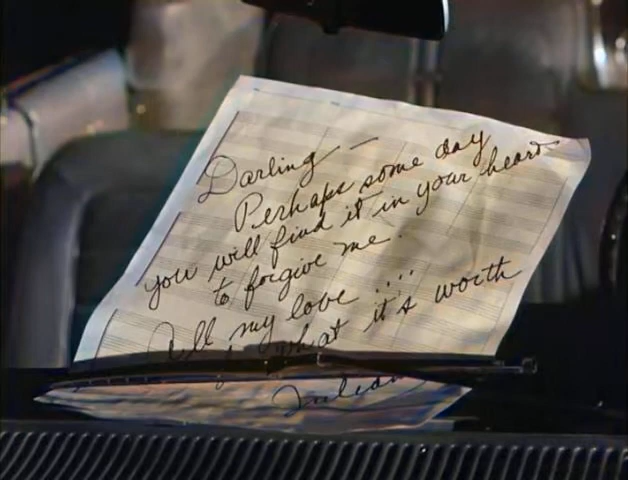 Darling —
Perhaps some day
you will find it in your heart
to forgive me.
All my love ....
what it's worth
Julian